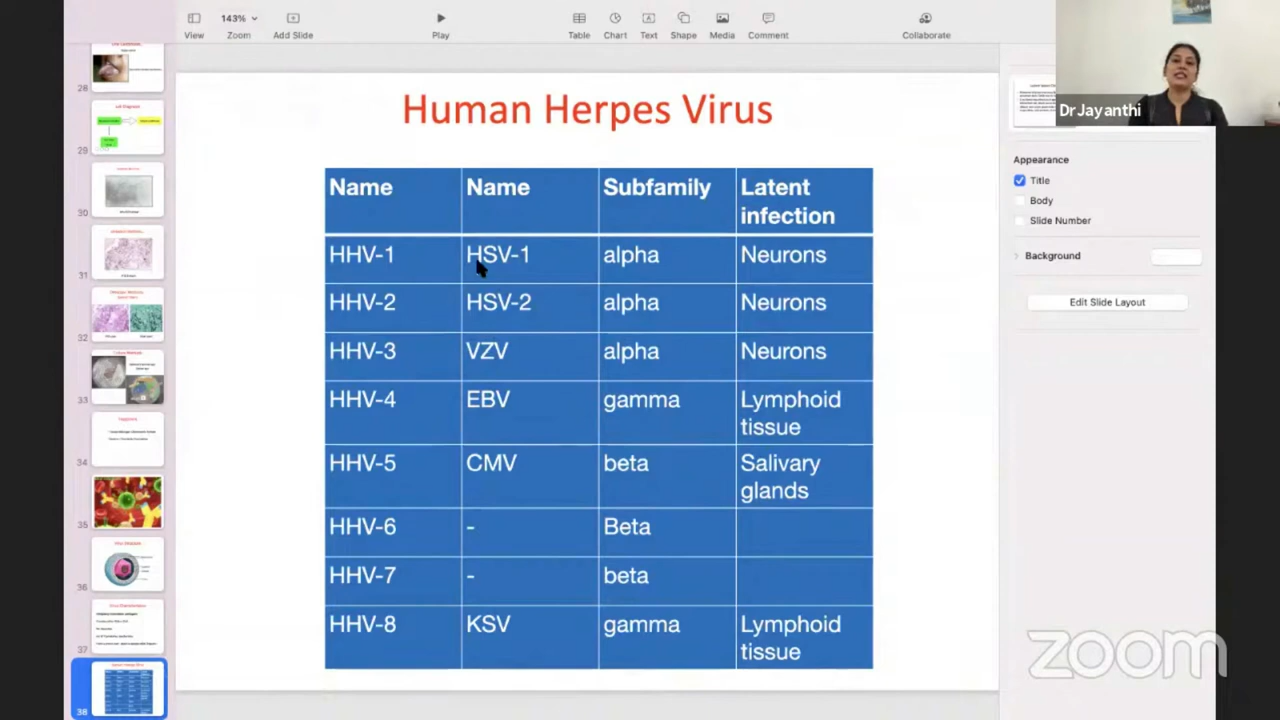 143%
View
Zoom
Add Slide
Play
Table
Chart
Text
Shape
Media
Comment
Collaborate
Dr Jayanthi
28
29
30
31
32
33
34
35
36
37
38
Human Herpes Virus
Name Name Subfamily Latent infection
HHV-1 HSV-1 alpha Neurons
HHV-2 HSV-2 alpha Neurons
HHV-3 VZV alpha Neurons
HHV-4 EBV gamma Lymphoid tissue
HHV-5 CMV beta Salivary glands
HHV-6 - Beta
HHV-7 - beta
HHV-8 KSV gamma Lymphoid tissue
Appearance
Title
Body
Slide Number
Background
Edit Slide Layout
zoom